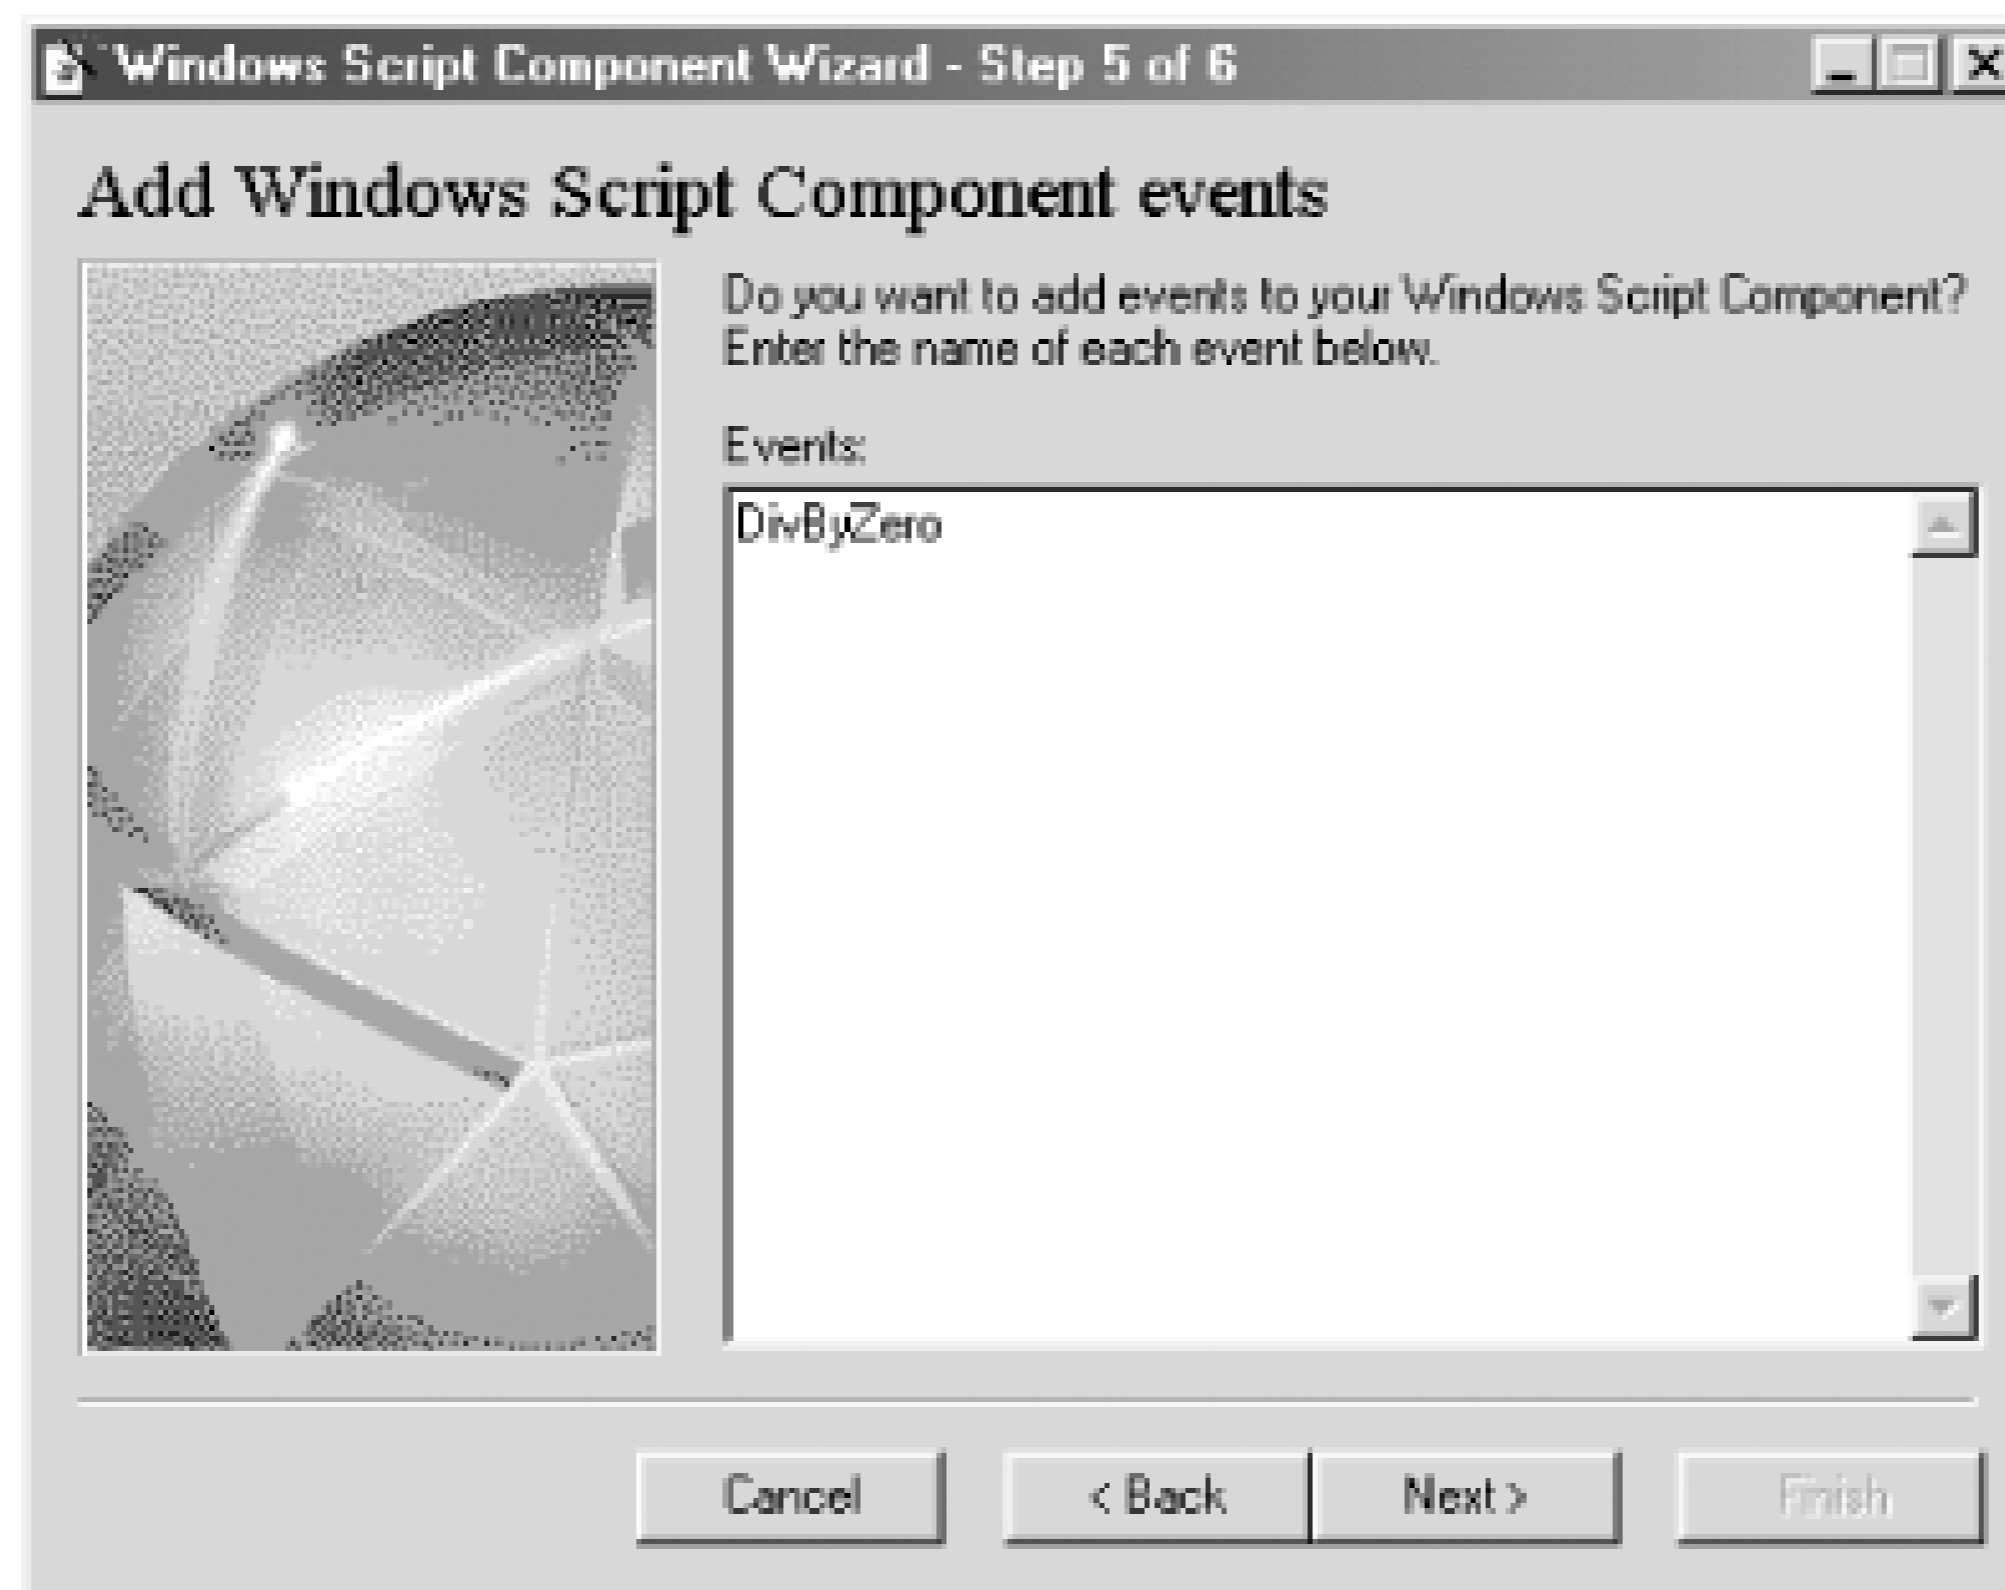 Windows Script Component Wizard - Step 5 of 6
Add Windows Script Component events
Do you want to add events to your Windows Script Component?
Enter the name of each event below.
Events:
DivByZero
Cancel
< Back
Next >
Finish